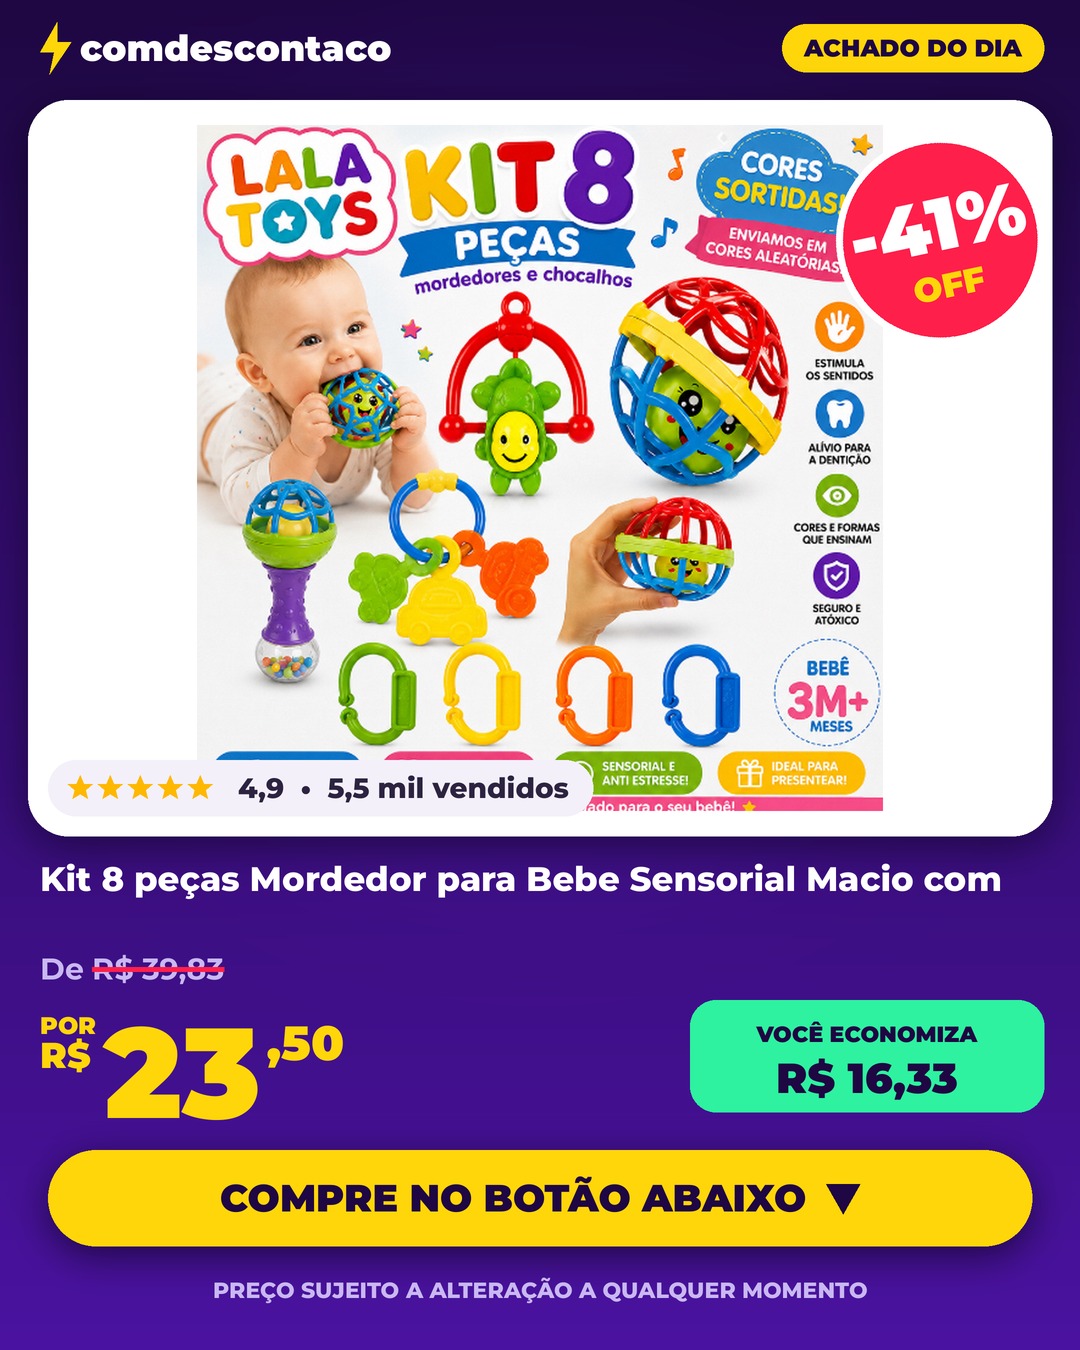 comdescontaco
ACHADO DO DIA
LALA
TOYS
KIT 8
PEÇAS
mordedores e chocalhos
CORES
SORTIDAS!
ENVIAMOS EM
CORES ALEATÓRIAS
-41%
OFF
ESTIMULA
OS SENTIDOS
ALÍVIO PARA
A DENTIÇÃO
CORES E FORMAS
QUE ENSINAM
SEGURO E
ATÓXICO
BEBÊ
3M+
MESES
SENSORIAL E
ANTI ESTRESSE!
IDEAL PARA
PRESENTEAR!
para o seu bebê!
4,9 • 5,5 mil vendidos
Kit 8 peças Mordedor para Bebe Sensorial Macio com
De R$ 39,83
POR
R$ 23,50
VOCÊ ECONOMIZA
R$ 16,33
COMPRE NO BOTÃO ABAIXO ▼
PREÇO SUJEITO A ALTERAÇÃO A QUALQUER MOMENTO